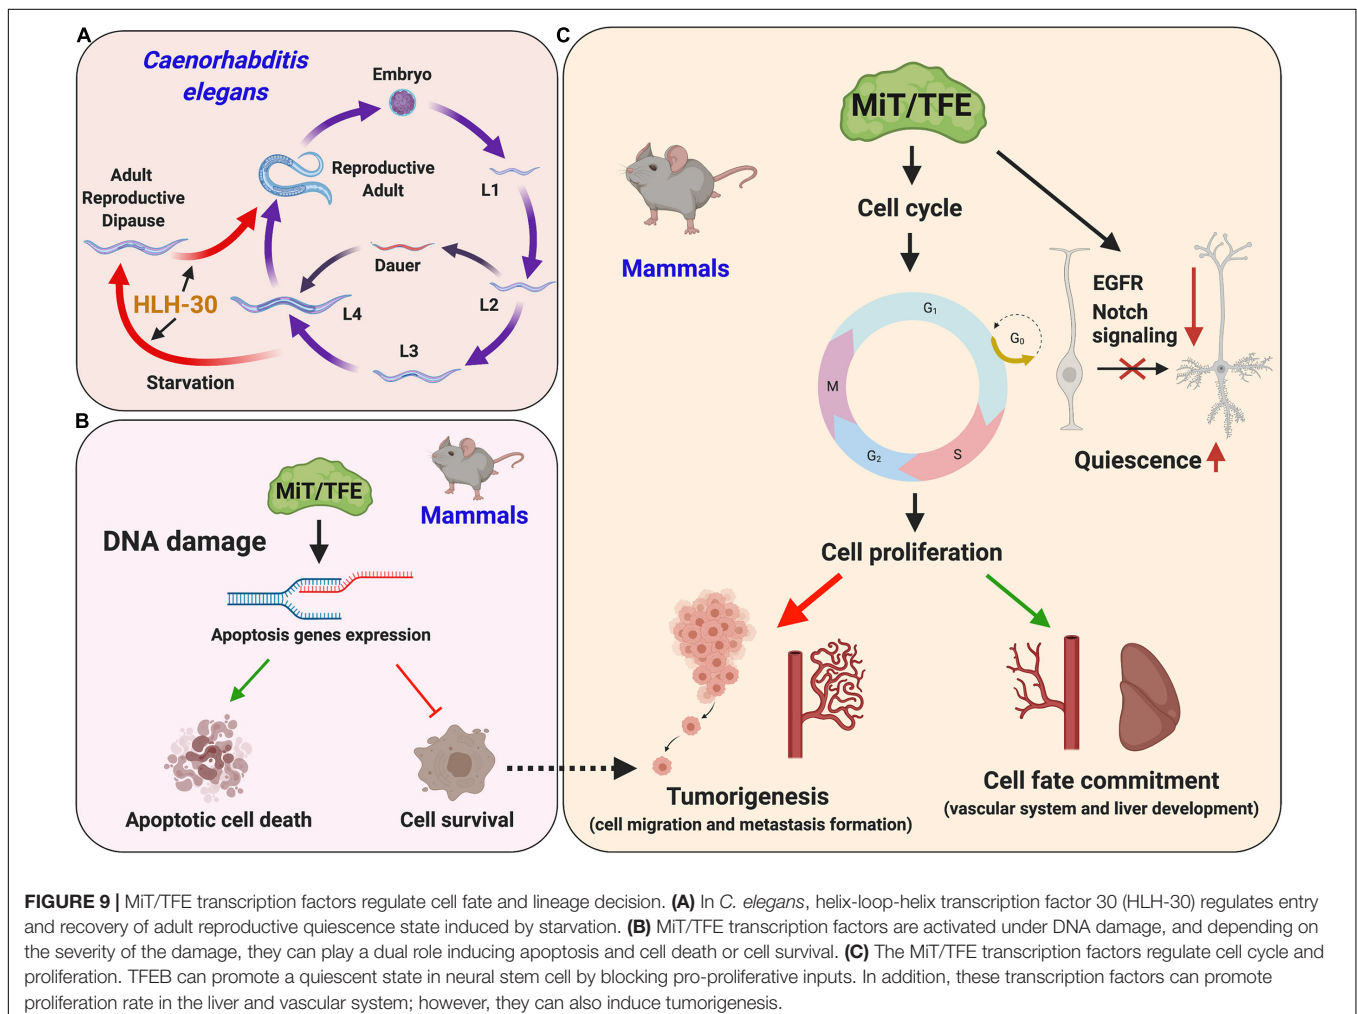 A
Caenorhabditis
elegans
Embryo
L1
Reproductive
Adult
Adult
Reproductive
Dipause
Dauer
HLH-30
L4
L2
L3
Starvation
B
MiT/TFE
Mammals
DNA damage
Apoptosis genes expression
Apoptotic cell death
Cell survival
C
MiT/TFE
Mammals
Cell cycle
G1
G0
M
G2
S
EGFR
Notch
signaling
Quiescence
Cell proliferation
Tumorigenesis
(cell migration and metastasis formation)
Cell fate commitment
(vascular system and liver development)
FIGURE 9 | MiT/TFE transcription factors regulate cell fate and lineage decision. (A) In C. elegans, helix-loop-helix transcription factor 30 (HLH-30) regulates entry
and recovery of adult reproductive quiescence state induced by starvation. (B) MiT/TFE transcription factors are activated under DNA damage, and depending on
the severity of the damage, they can play a dual role inducing apoptosis and cell death or cell survival. (C) The MiT/TFE transcription factors regulate cell cycle and
proliferation. TFEB can promote a quiescent state in neural stem cell by blocking pro-proliferative inputs. In addition, these transcription factors can promote
proliferation rate in the liver and vascular system; however, they can also induce tumorigenesis.